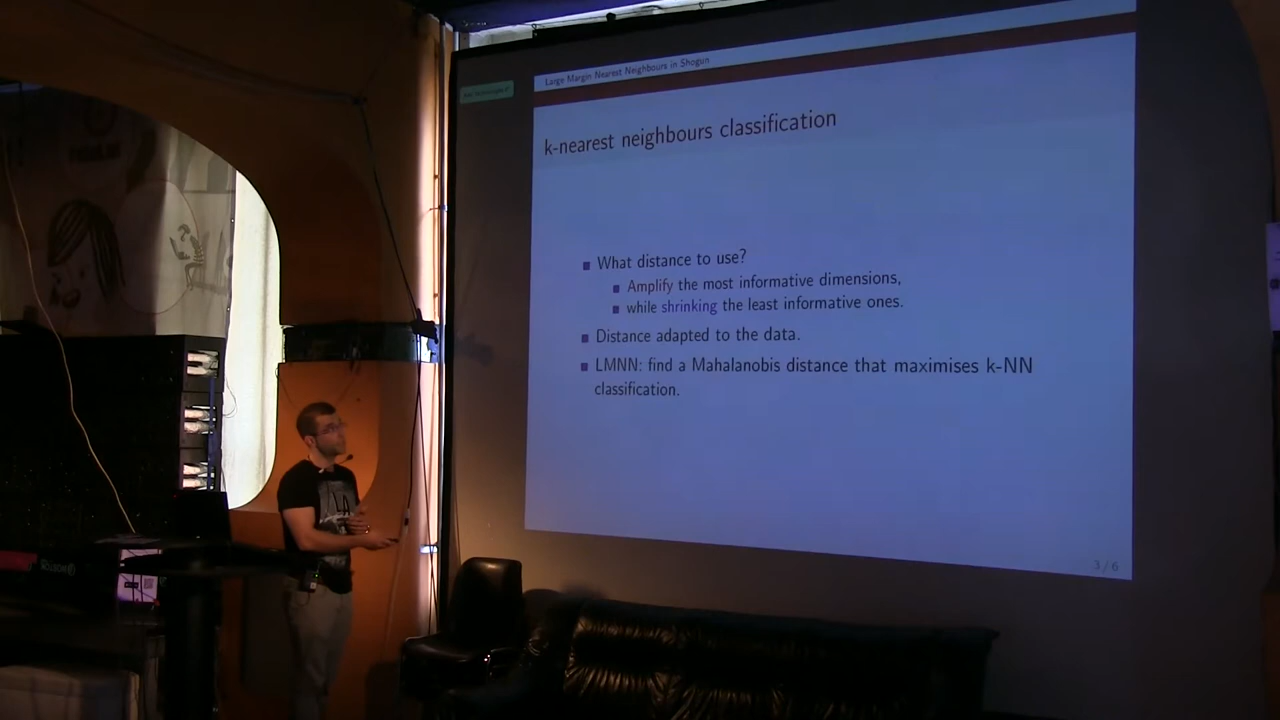 Large Margin Nearest Neighbours in Shogun
k-nearest neighbours classification
What distance to use?
Amplify the most informative dimensions,
while shrinking the least informative ones.
Distance adapted to the data.
LMNN: find a Mahalanobis distance that maximises k-NN
classification.
3 / 6
LA